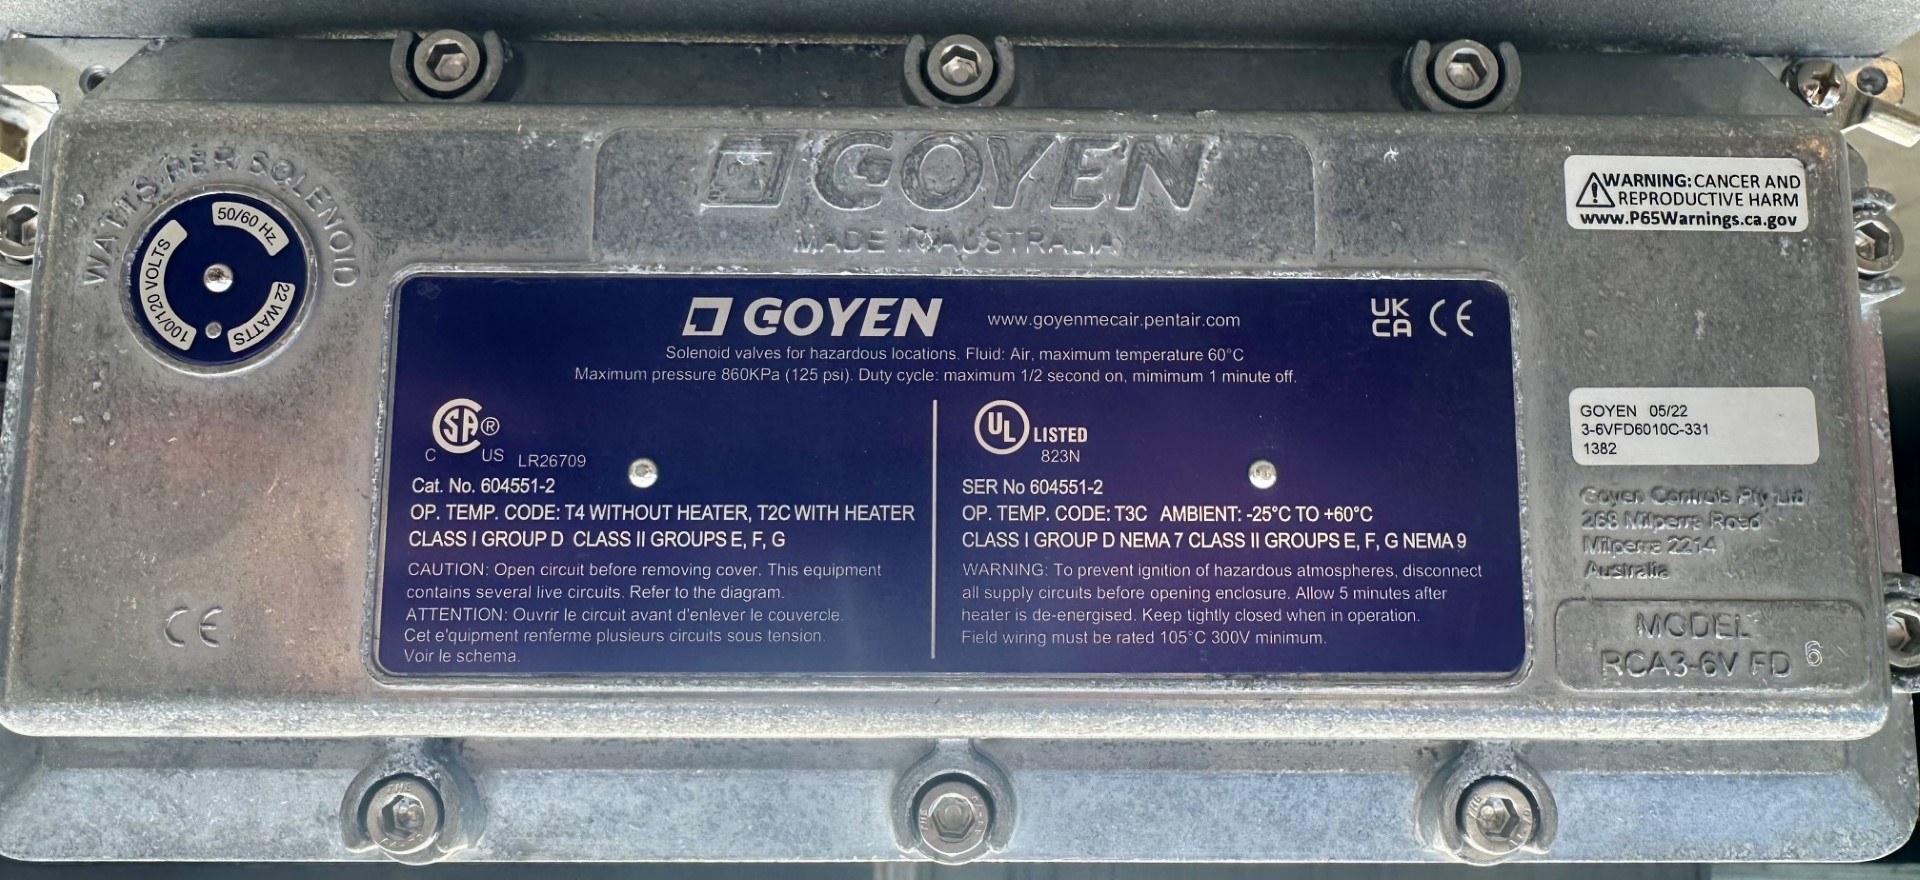 WATTS PER SOLENOID
50/60 Hz
100/120 VOLTS
22 WATTS
GOYEN
MADE IN AUSTRALIA
WARNING: CANCER AND
REPRODUCTIVE HARM
www.P65Warnings.ca.gov
GOYEN www.goyenmecair.pentair.com
UK
CA CE
Solenoid valves for hazardous locations. Fluid: Air, maximum temperature 60°C
Maximum pressure 860KPa (125 psi). Duty cycle: maximum 1/2 second on, mimimum 1 minute off.
SA ®
C US LR26709
Cat. No. 604551-2
OP. TEMP. CODE: T4 WITHOUT HEATER, T2C WITH HEATER
CLASS I GROUP D CLASS II GROUPS E, F, G
CAUTION: Open circuit before removing cover. This equipment
contains several live circuits. Refer to the diagram.
ATTENTION: Ouvrir le circuit avant d'enlever le couvercle.
Cet e'quipment renferme plusieurs circuits sous tension.
Voir le schema.
UL LISTED
823N
SER No 604551-2
OP. TEMP. CODE: T3C AMBIENT: -25°C TO +60°C
CLASS I GROUP D NEMA 7 CLASS II GROUPS E, F, G NEMA 9
WARNING: To prevent ignition of hazardous atmospheres, disconnect
all supply circuits before opening enclosure. Allow 5 minutes after
heater is de-energised. Keep tightly closed when in operation.
Field wiring must be rated 105°C 300V minimum.
GOYEN 05/22
3-6VFD6010C-331
1382
Goyen Controls Pty Ltd
268 Milperra Road
Milperra 2214
Australia
MODEL
RCA3-6V FD 6
CE